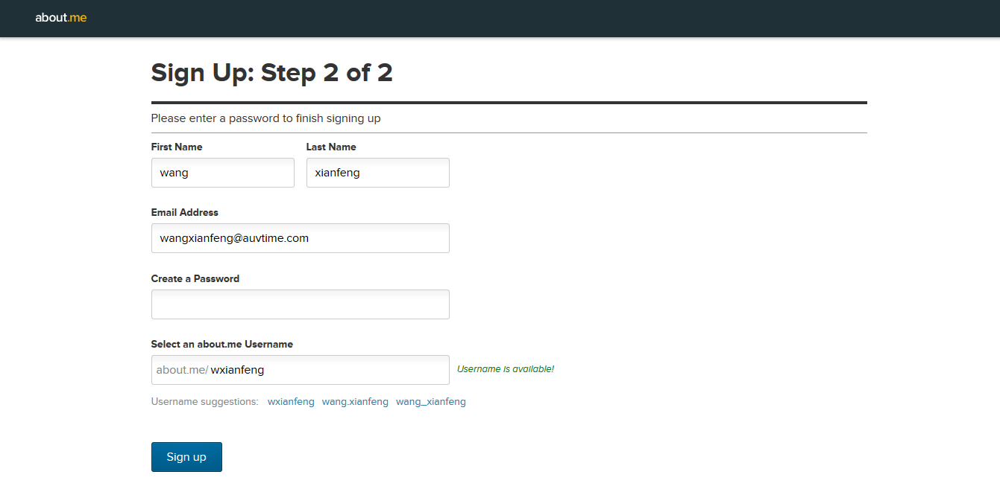 about.me
Sign Up: Step 2 of 2
Please enter a password to finish signing up
First Name Last Name
wang xianfeng
Email Address
wangxianfeng@auvtime.com
Create a Password
Select an about.me Username
about.me/ wxianfeng Username is available!
Username suggestions: wxianfeng wang.xianfeng wang_xianfeng
Sign up